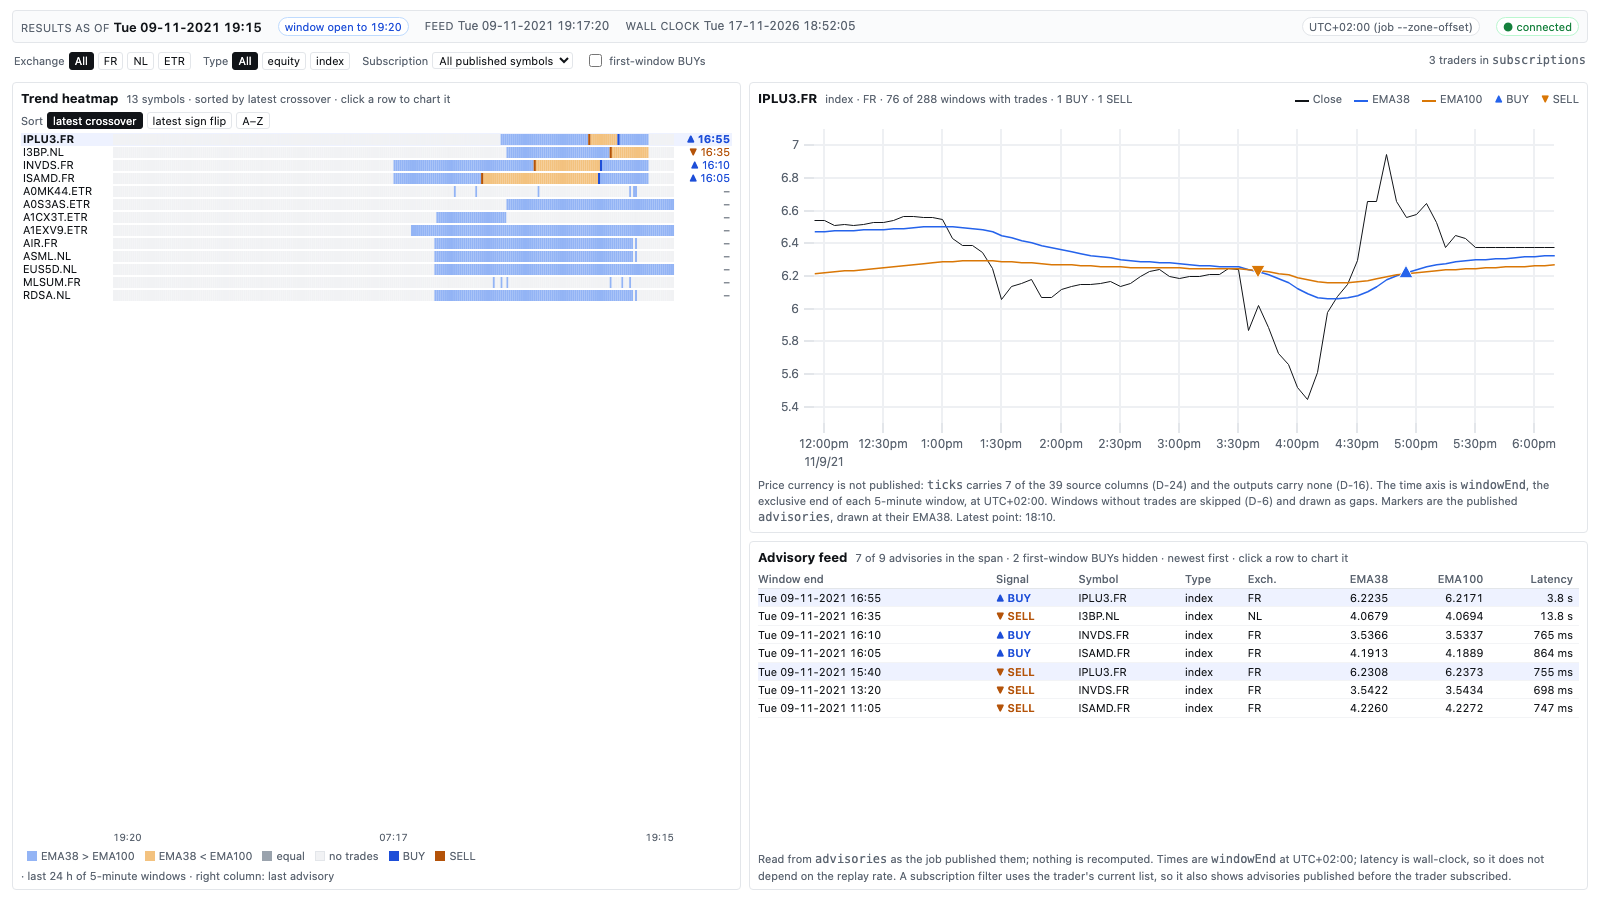 RESULTS AS OF Tue 09-11-2021 19:15 window open to 19:20 FEED Tue 09-11-2021 19:17:20 WALL CLOCK Tue 17-11-2026 18:52:05 UTC+02:00 (job --zone-offset) connected
Exchange All FR NL ETR Type All equity index Subscription All published symbols first-window BUYs 3 traders in subscriptions
Trend heatmap 13 symbols · sorted by latest crossover · click a row to chart it
Sort latest crossover latest sign flip A–Z
IPLU3.FR ▲ 16:55
I3BP.NL ▼ 16:35
INVDS.FR ▲ 16:10
ISAMD.FR ▲ 16:05
A0MK44.ETR –
A0S3AS.ETR –
A1CX3T.ETR –
A1EXV9.ETR –
AIR.FR –
ASML.NL –
EUS5D.NL –
MLSUM.FR –
RDSA.NL –
19:20 07:17 19:15
EMA38 > EMA100 EMA38 < EMA100 equal no trades BUY SELL
· last 24 h of 5-minute windows · right column: last advisory
IPLU3.FR index · FR · 76 of 288 windows with trades · 1 BUY · 1 SELL Close EMA38 EMA100 ▲ BUY ▼ SELL
7
6.8
6.6
6.4
6.2
6
5.8
5.6
5.4
12:00pm 12:30pm 1:00pm 1:30pm 2:00pm 2:30pm 3:00pm 3:30pm 4:00pm 4:30pm 5:00pm 5:30pm 6:00pm
11/9/21
Price currency is not published: ticks carries 7 of the 39 source columns (D-24) and the outputs carry none (D-16). The time axis is windowEnd, the
exclusive end of each 5-minute window, at UTC+02:00. Windows without trades are skipped (D-6) and drawn as gaps. Markers are the published
advisories, drawn at their EMA38. Latest point: 18:10.
Advisory feed 7 of 9 advisories in the span · 2 first-window BUYs hidden · newest first · click a row to chart it
Window end Signal Symbol Type Exch. EMA38 EMA100 Latency
Tue 09-11-2021 16:55 ▲ BUY IPLU3.FR index FR 6.2235 6.2171 3.8 s
Tue 09-11-2021 16:35 ▼ SELL I3BP.NL index NL 4.0679 4.0694 13.8 s
Tue 09-11-2021 16:10 ▲ BUY INVDS.FR index FR 3.5366 3.5337 765 ms
Tue 09-11-2021 16:05 ▲ BUY ISAMD.FR index FR 4.1913 4.1889 864 ms
Tue 09-11-2021 15:40 ▼ SELL IPLU3.FR index FR 6.2308 6.2373 755 ms
Tue 09-11-2021 13:20 ▼ SELL INVDS.FR index FR 3.5422 3.5434 698 ms
Tue 09-11-2021 11:05 ▼ SELL ISAMD.FR index FR 4.2260 4.2272 747 ms
Read from advisories as the job published them; nothing is recomputed. Times are windowEnd at UTC+02:00; latency is wall-clock, so it does not
depend on the replay rate. A subscription filter uses the trader's current list, so it also shows advisories published before the trader subscribed.